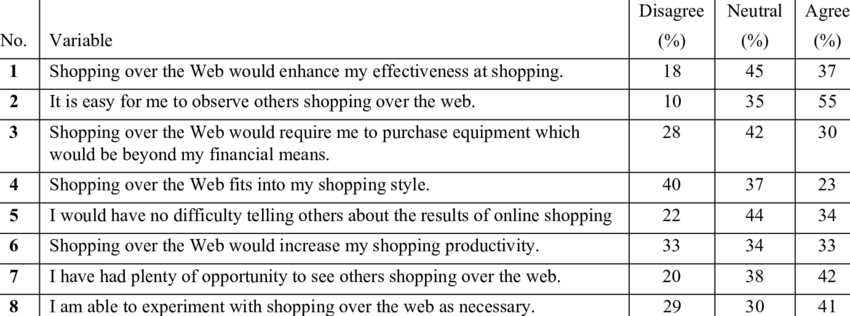 Disagree Neutral Agree
No. Variable (%) (%) (%)
1 Shopping over the Web would enhance my effectiveness at shopping. 18 45 37
2 It is easy for me to observe others shopping over the web. 10 35 55
3 Shopping over the Web would require me to purchase equipment which 28 42 30
would be beyond my financial means.
4 Shopping over the Web fits into my shopping style. 40 37 23
5 I would have no difficulty telling others about the results of online shopping 22 44 34
6 Shopping over the Web would increase my shopping productivity. 33 34 33
7 I have had plenty of opportunity to see others shopping over the web. 20 38 42
8 I am able to experiment with shopping over the web as necessary. 29 30 41